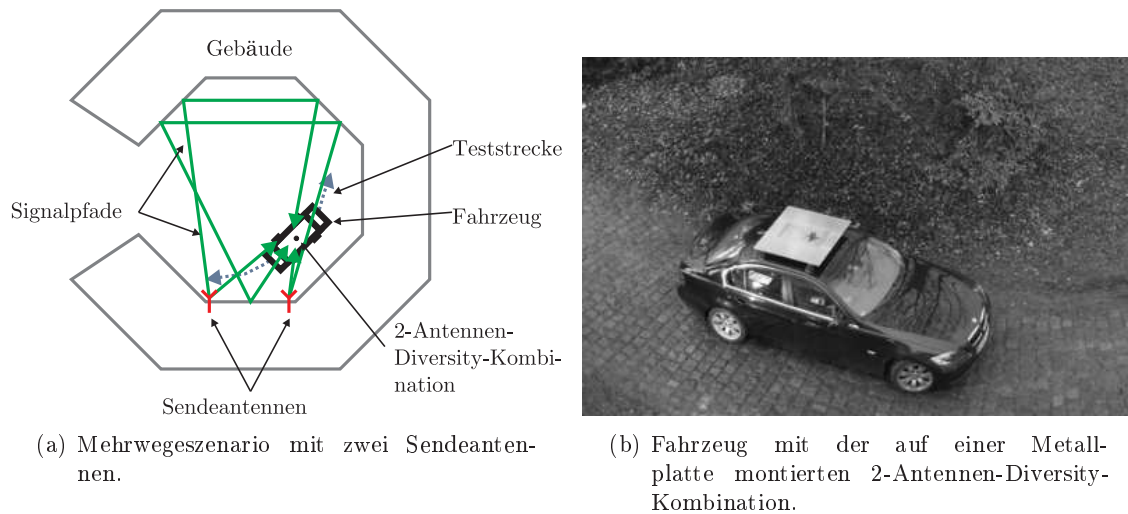 Gebäude
Teststrecke
Signalpfade
Fahrzeug
2-Antennen-
Diversity-Kombi-
nation
Sendeantennen
(a) Mehrwegeszenario mit zwei Sendeanten-
nen.
(b) Fahrzeug mit der auf einer Metall-
platte montierten 2-Antennen-Diversity-
Kombination.